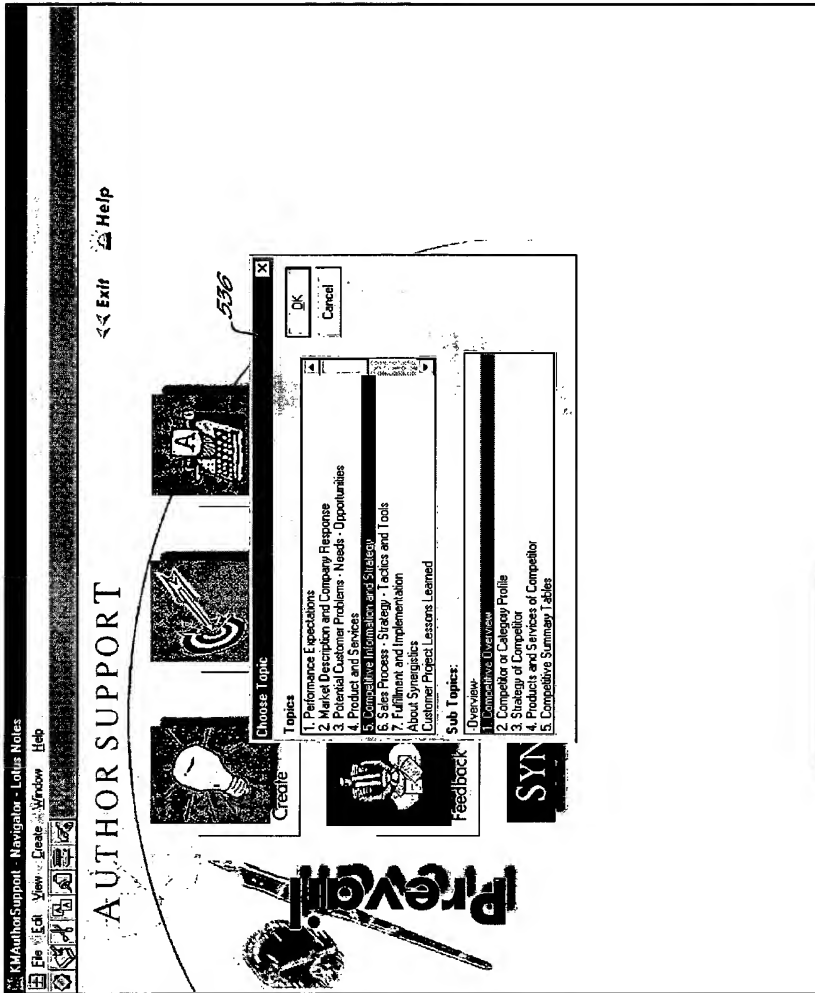 KMAuthorSupport - Navigator - Lotus Notes
File Edit View Create Window Help
AUTHOR SUPPORT
Exit Help
Prevail
Create
Feedback
SYN
536
Choose Topic
Topics
1. Performance Expectations
2. Market Description and Company Response
3. Potential Customer Problems - Needs - Opportunities
4. Product and Services
5. Competitive Information and Strategy
6. Sales Process - Strategy - Tactics and Tools
7. Fulfillment and Implementation
About Synergistics
Customer Project Lessons Learned
OK
Cancel
Sub Topics:
-Overview-
1. Competitive Overview
2. Competitor or Category Profile
3. Strategy of Competitor
4. Products and Services of Competitor
5. Competitive Summary Tables